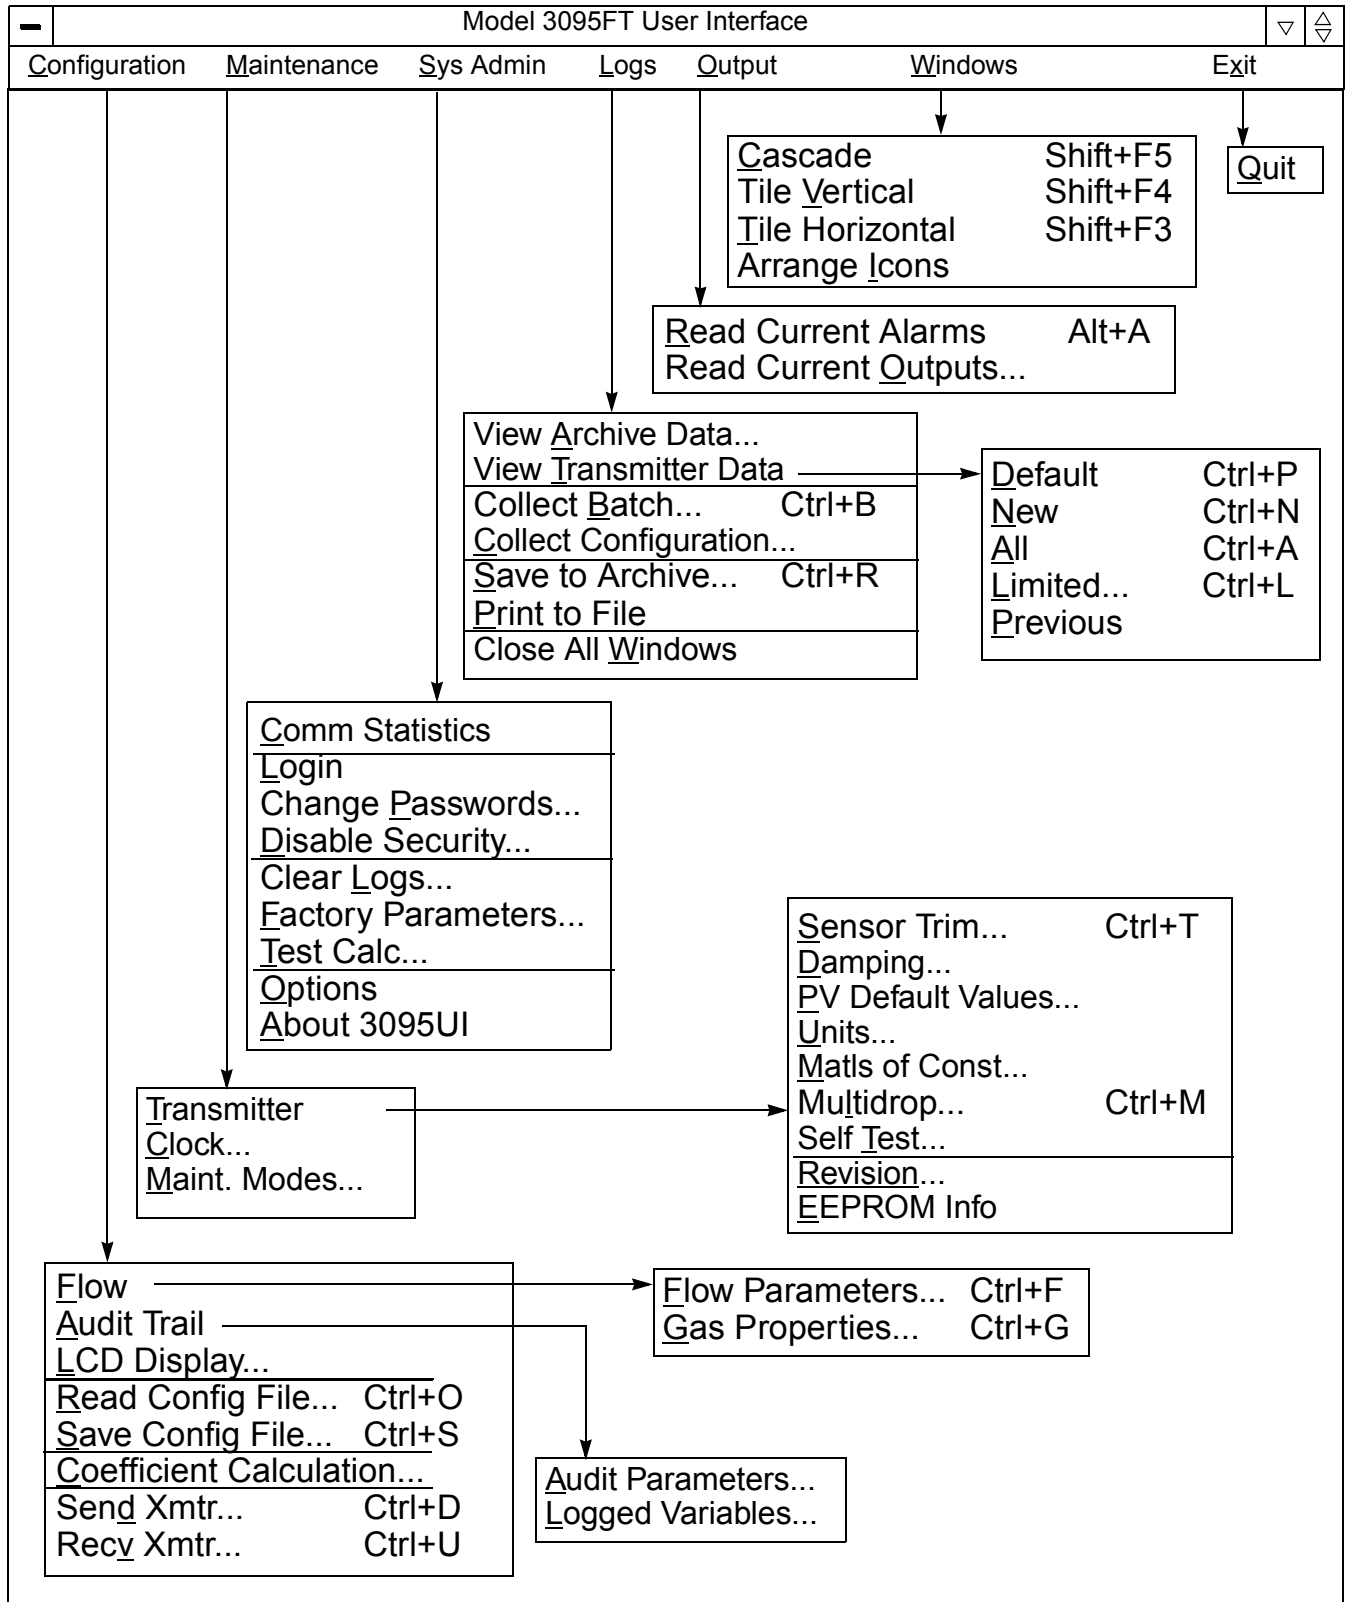 Model 3095FT User Interface
Configuration Maintenance Sys Admin Logs Output Windows Exit
Cascade Shift+F5
Tile Vertical Shift+F4
Tile Horizontal Shift+F3
Arrange Icons
Quit
Read Current Alarms Alt+A
Read Current Outputs...
View Archive Data...
View Transmitter Data
Collect Batch... Ctrl+B
Collect Configuration...
Save to Archive... Ctrl+R
Print to File
Close All Windows
Default Ctrl+P
New Ctrl+N
All Ctrl+A
Limited... Ctrl+L
Previous
Comm Statistics
Login
Change Passwords...
Disable Security...
Clear Logs...
Factory Parameters...
Test Calc...
Options
About 3095UI
Sensor Trim... Ctrl+T
Damping...
PV Default Values...
Units...
Matls of Const...
Multidrop... Ctrl+M
Self Test...
Revision...
EEPROM Info
Transmitter
Clock...
Maint. Modes...
Flow
Audit Trail
LCD Display...
Read Config File... Ctrl+O
Save Config File... Ctrl+S
Coefficient Calculation...
Send Xmtr... Ctrl+D
Recv Xmtr... Ctrl+U
Flow Parameters... Ctrl+F
Gas Properties... Ctrl+G
Audit Parameters...
Logged Variables...